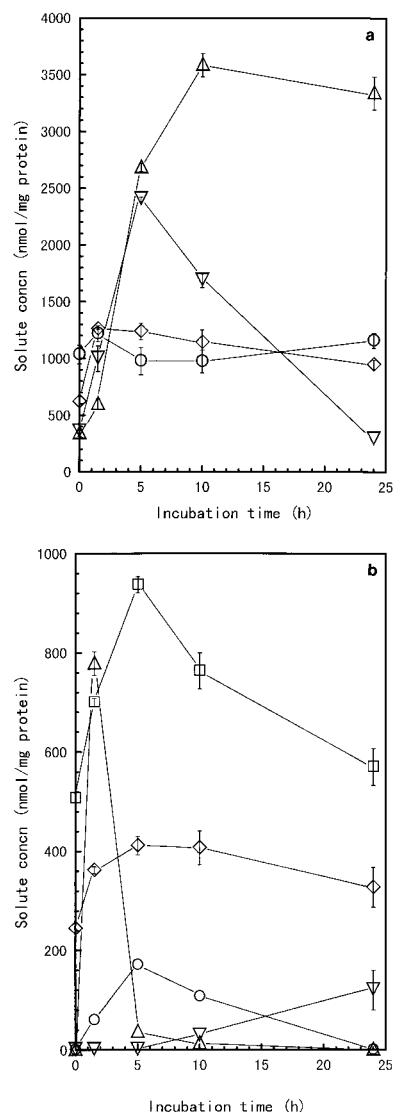 a
4000
3500
3000
2500
2000
1500
1000
500
0
Solute concn (nmol/mg protein)
0 5 10 15 20 25
Incubation time (h)
b
1000
800
600
400
200
0
Solute concn (nmol/mg protein)
0 5 10 15 20 25
Incubation time (h)